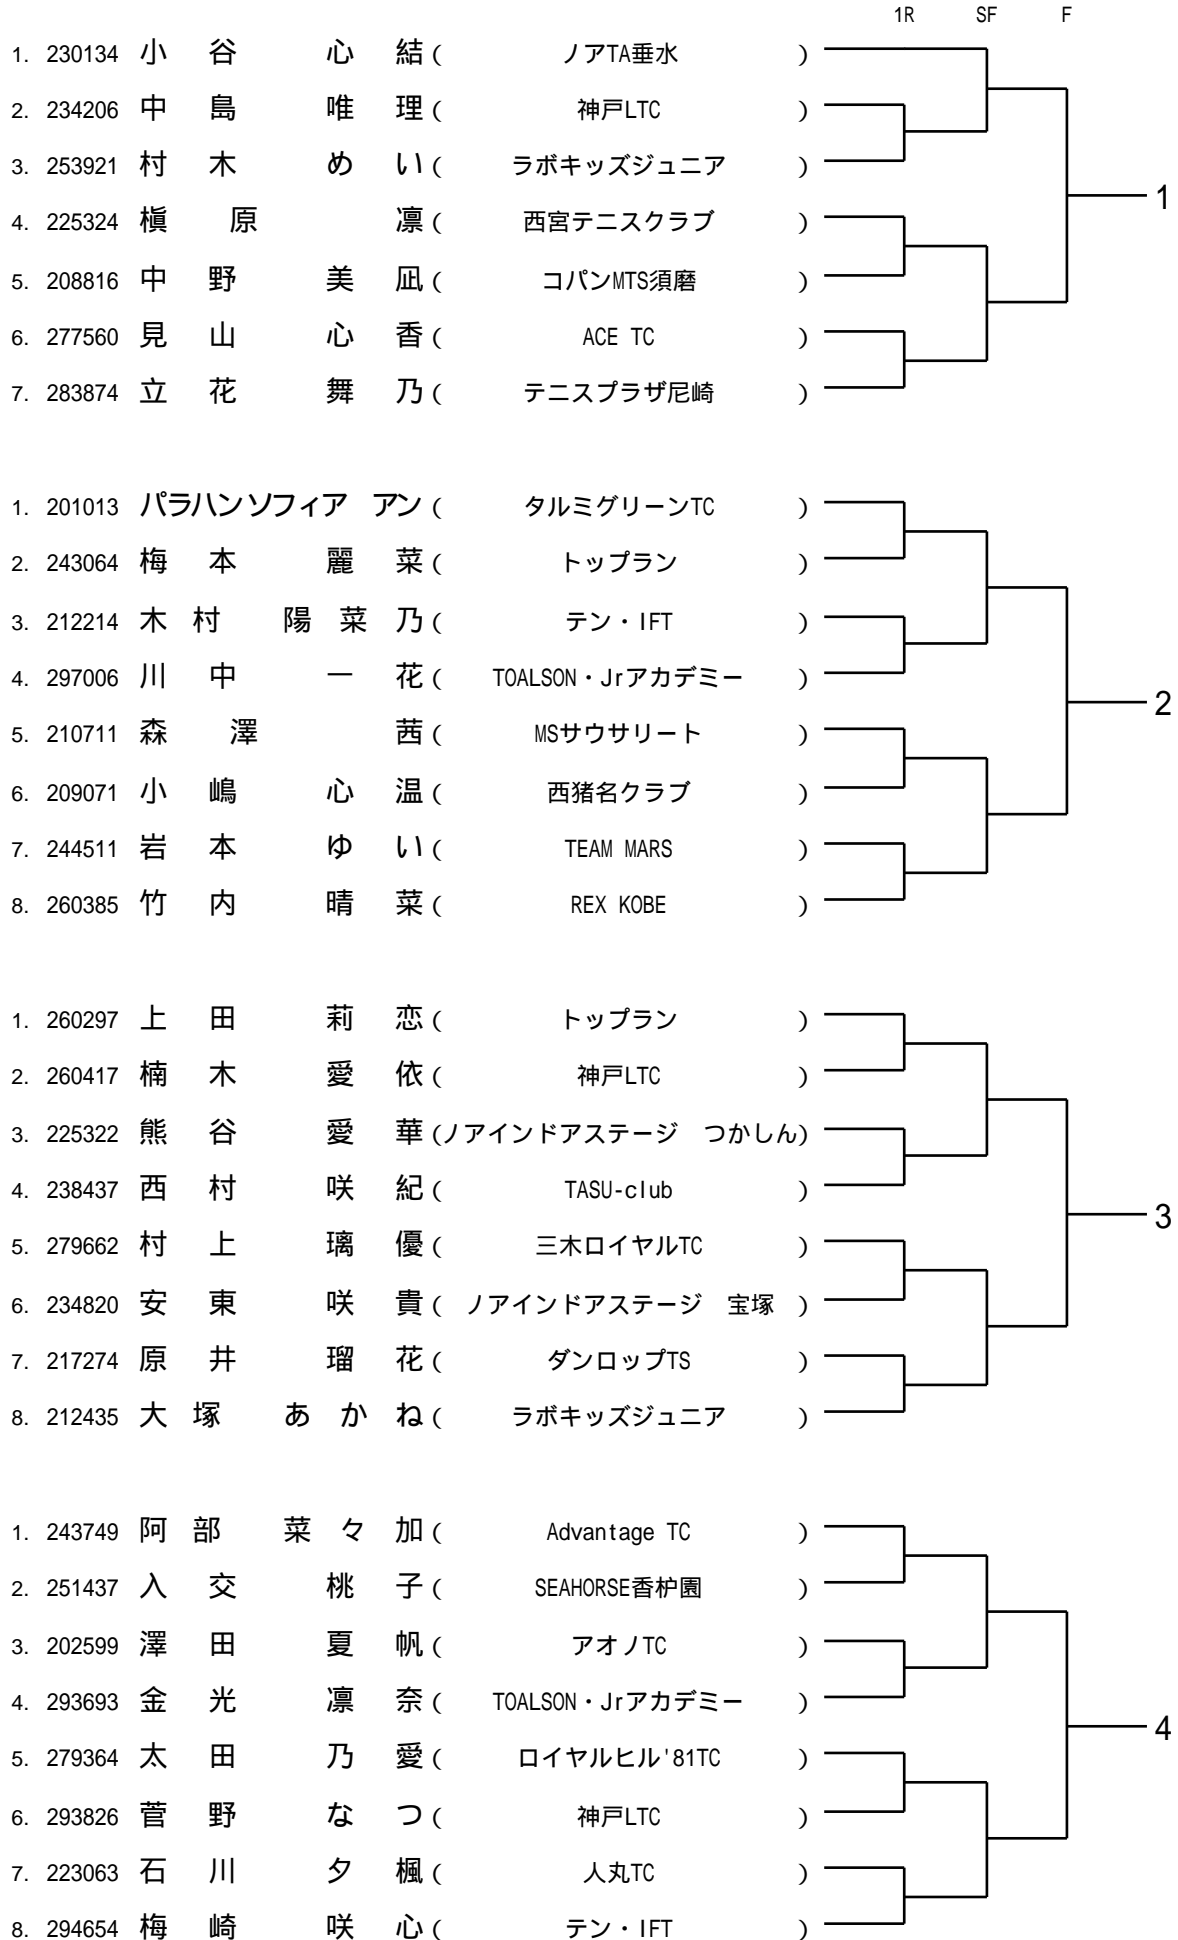 1R SF F
1. 230134 小谷 心結 ( ノアTA垂水 )
2. 234206 中島 唯理 ( 神戸LTC )
3. 253921 村木 めい ( ラボキッズジュニア )
1
4. 225324 槇原 凛 ( 西宮テニスクラブ )
5. 208816 中野 美凪 ( コパンMTS須磨 )
6. 277560 見山 心香 ( ACE TC )
7. 283874 立花 舞乃 ( テニスプラザ尼崎 )
1. 201013 パラハンソフィア アン ( タルミグリーンTC )
2. 243064 梅本 麗菜 ( トップラン )
3. 212214 木村 陽菜乃 ( テン・IFT )
4. 297006 川中 一花 ( TOALSON・Jrアカデミー )
2
5. 210711 森澤 茜 ( MSサウサリート )
6. 209071 小嶋 心温 ( 西猪名クラブ )
7. 244511 岩本 ゆい ( TEAM MARS )
8. 260385 竹内 晴菜 ( REX KOBE )
1. 260297 上田 莉恋 ( トップラン )
2. 260417 楠木 愛依 ( 神戸LTC )
3. 225322 熊谷 愛華 (ノアインドアステージ つかしん)
4. 238437 西村 咲紀 ( TASU-club )
3
5. 279662 村上 璃優 ( 三木ロイヤルTC )
6. 234820 安東 咲貴 ( ノアインドアステージ 宝塚 )
7. 217274 原井 瑠花 ( ダンロップTS )
8. 212435 大塚 あかね ( ラボキッズジュニア )
1. 243749 阿部 菜々加 ( Advantage TC )
2. 251437 入交 桃子 ( SEAHORSE香枦園 )
3. 202599 澤田 夏帆 ( アオノTC )
4. 293693 金光 凛奈 ( TOALSON・Jrアカデミー )
4
5. 279364 太田 乃愛 ( ロイヤルヒル'81TC )
6. 293826 菅野 なつ ( 神戸LTC )
7. 223063 石川 夕楓 ( 人丸TC )
8. 294654 梅崎 咲心 ( テン・IFT )